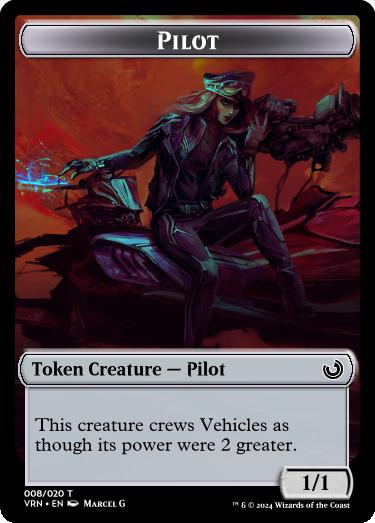 Pilot
Token Creature — Pilot
This creature crews Vehicles as
though its power were 2 greater.
1/1
008/020 T
VRN • EN Marcel G
™ & © 2024 Wizards of the Coast